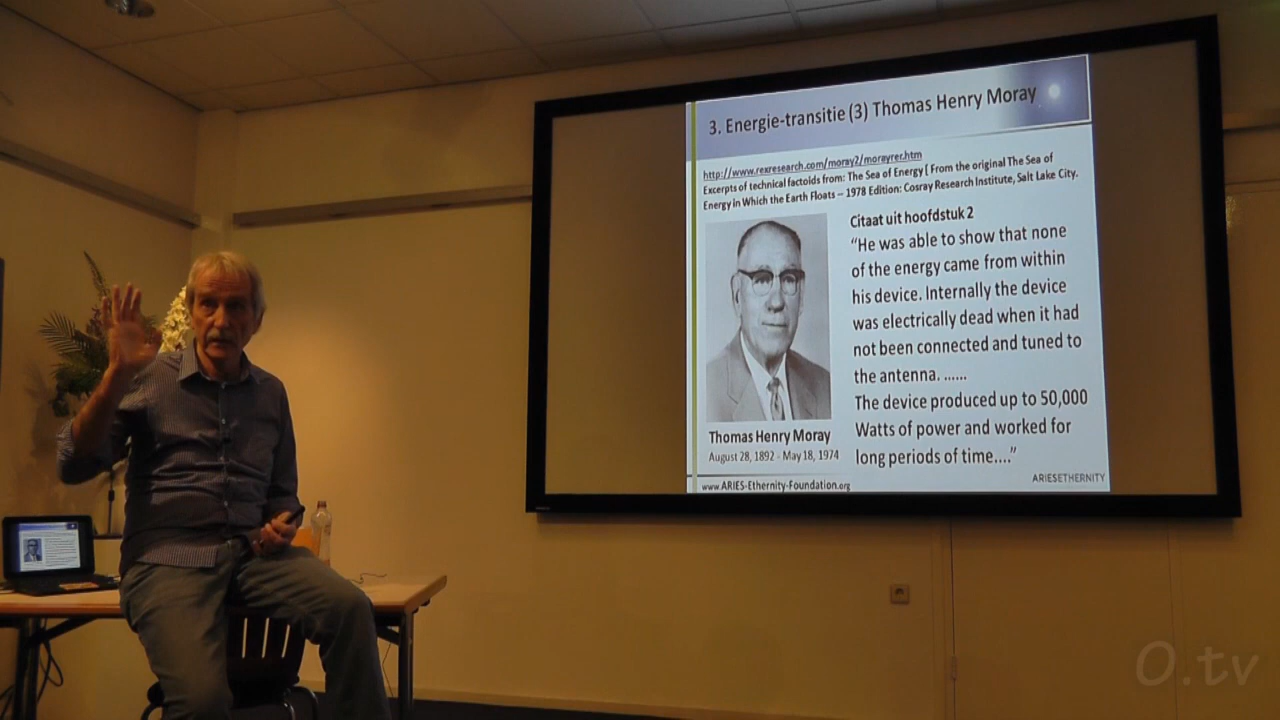 3. Energie-transitie (3) Thomas Henry Moray
http://www.rexresearch.com/moray2/morayrer.htm
Excerpts of technical factoids from: The Sea of Energy [ From the original The Sea of
Energy in Which the Earth Floats – 1978 Edition: Cosray Research Institute, Salt Lake City.
Citaat uit hoofdstuk 2
“He was able to show that none
of the energy came from within
his device. Internally the device
was electrically dead when it had
not been connected and tuned to
the antenna. ......
The device produced up to 50,000
Watts of power and worked for
long periods of time....”
Thomas Henry Moray
August 28, 1892 - May 18, 1974
www.ARIES-Ethernity-Foundation.org
ARIESETHERNITY
O.tv